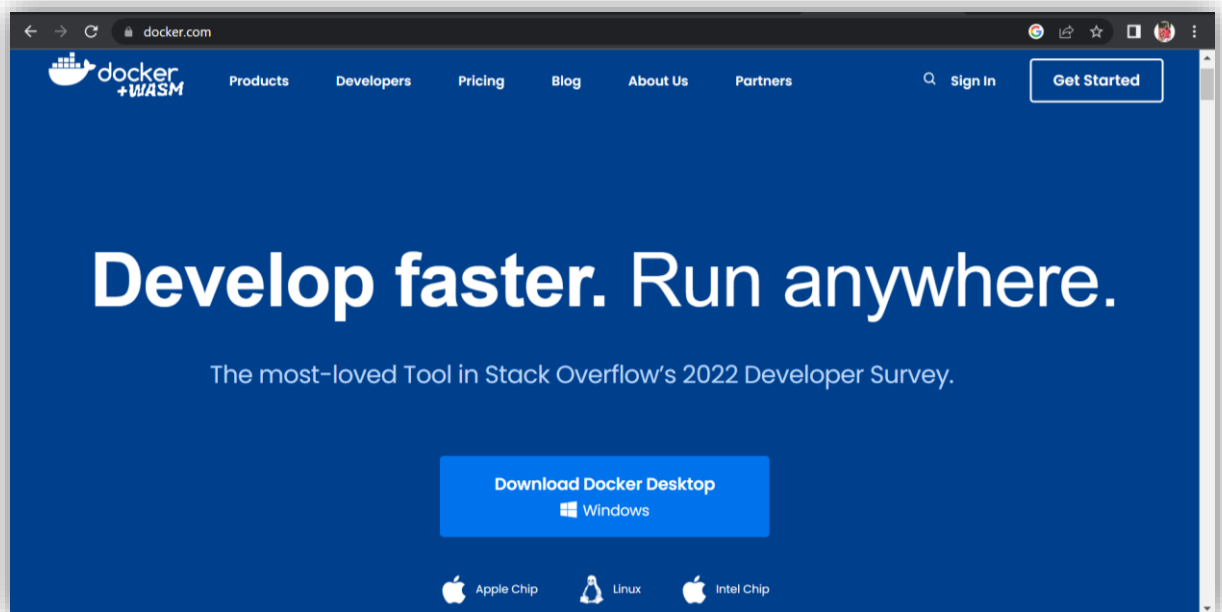 docker.com
docker
+WASM
Products Developers Pricing Blog About Us Partners Sign In Get Started
Develop faster. Run anywhere.
The most-loved Tool in Stack Overflow's 2022 Developer Survey.
Download Docker Desktop
Windows
Apple Chip Linux Intel Chip